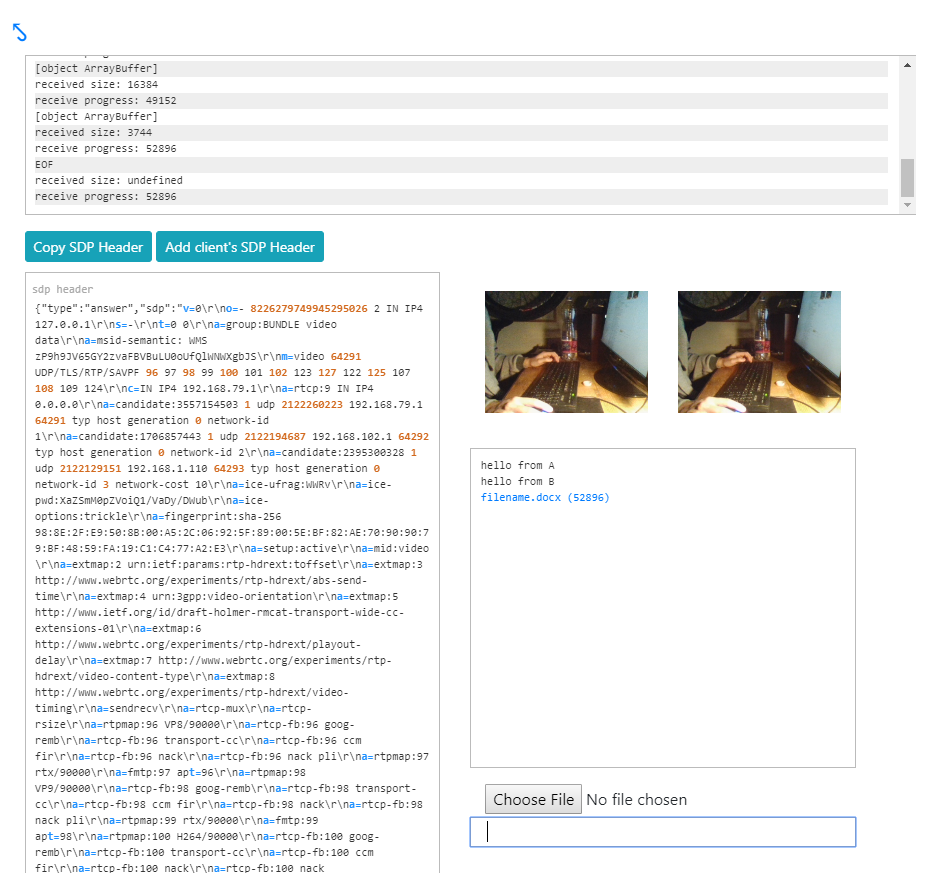 [object ArrayBuffer]
received size: 16384
receive progress: 49152
[object ArrayBuffer]
received size: 3744
receive progress: 52896
EOF
received size: undefined
receive progress: 52896
Copy SDP Header
Add client's SDP Header
sdp header
{"type":"answer","sdp":"v=0\r\no=- 8226279749945295026 2 IN IP4
127.0.0.1\r\ns=-\r\nt=0 0\r\na=group:BUNDLE video
data\r\na=msid-semantic: WMS
zP9h9JV65GY2zvaFBVBuLU0oUfQlWNWXgbJS\r\nm=video 64291
UDP/TLS/RTP/SAVPF 96 97 98 99 100 101 102 123 127 122 125 107
108 109 124\r\nc=IN IP4 192.168.79.1\r\na=rtcp:9 IN IP4
0.0.0.0\r\na=candidate:3557154503 1 udp 2122260223 192.168.79.1
64291 typ host generation 0 network-id
1\r\na=candidate:1706857443 1 udp 2122194687 192.168.102.1 64292
typ host generation 0 network-id 2\r\na=candidate:2395300328 1
udp 2122129151 192.168.1.110 64293 typ host generation 0
network-id 3 network-cost 10\r\na=ice-ufrag:WWRv\r\na=ice-
pwd:XaZSmM0pZVoiQ1/VaDy/DWub\r\na=ice-
options:trickle\r\na=fingerprint:sha-256
98:8E:2F:E9:50:8B:00:A5:2C:06:92:5F:89:00:5E:BF:82:AE:70:90:90:7
9:BF:48:59:FA:19:C1:C4:77:A2:E3\r\na=setup:active\r\na=mid:video
\r\na=extmap:2 urn:ietf:params:rtp-hdrext:toffset\r\na=extmap:3
http://www.webrtc.org/experiments/rtp-hdrext/abs-send-
time\r\na=extmap:4 urn:3gpp:video-orientation\r\na=extmap:5
http://www.ietf.org/id/draft-holmer-rmcat-transport-wide-cc-
extensions-01\r\na=extmap:6
http://www.webrtc.org/experiments/rtp-hdrext/playout-
delay\r\na=extmap:7 http://www.webrtc.org/experiments/rtp-
hdrext/video-content-type\r\na=extmap:8
http://www.webrtc.org/experiments/rtp-hdrext/video-
timing\r\na=sendrecv\r\na=rtcp-mux\r\na=rtcp-
rsize\r\na=rtpmap:96 VP8/90000\r\na=rtcp-fb:96 goog-
remb\r\na=rtcp-fb:96 transport-cc\r\na=rtcp-fb:96 ccm
fir\r\na=rtcp-fb:96 nack\r\na=rtcp-fb:96 nack pli\r\na=rtpmap:97
rtx/90000\r\na=fmtp:97 apt=96\r\na=rtpmap:98
VP9/90000\r\na=rtcp-fb:98 goog-remb\r\na=rtcp-fb:98 transport-
cc\r\na=rtcp-fb:98 ccm fir\r\na=rtcp-fb:98 nack\r\na=rtcp-fb:98
nack pli\r\na=rtpmap:99 rtx/90000\r\na=fmtp:99
apt=98\r\na=rtpmap:100 H264/90000\r\na=rtcp-fb:100 goog-
remb\r\na=rtcp-fb:100 transport-cc\r\na=rtcp-fb:100 ccm
fir\r\na=rtcp-fb:100 nack\r\na=rtcp-fb:100 nack
hello from A
hello from B
filename.docx (52896)
Choose File No file chosen